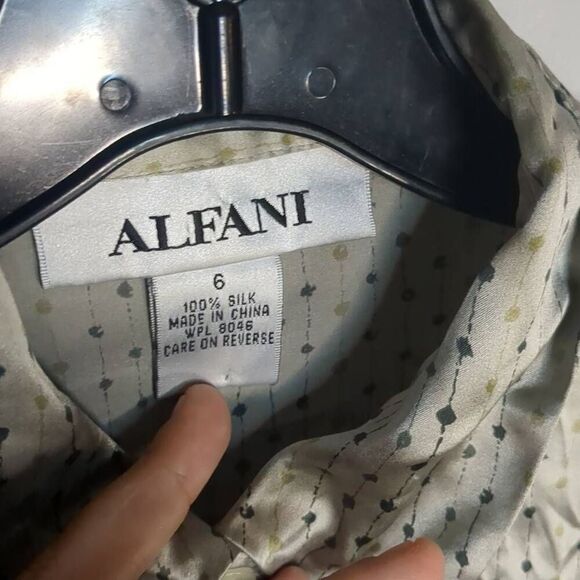 ALFANI
6
100% SILK
MADE IN CHINA
WPL 8046
CARE ON REVERSE